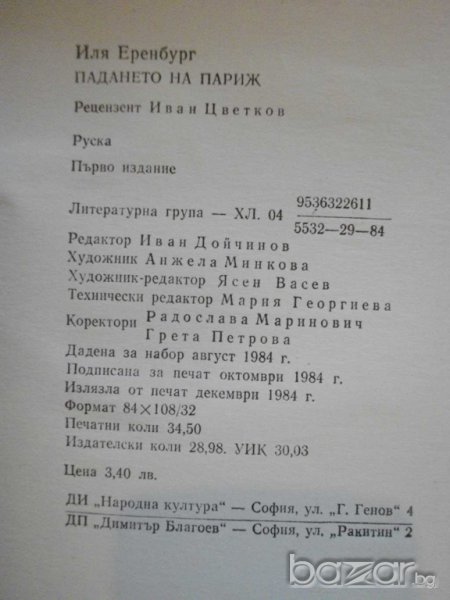 Иля Еренбург
ПАДАНЕТО НА ПАРИЖ
Рецензент Иван Цветков
Руска
Първо издание
Литературна група — ХЛ. 04 9536322611
5532—29—84
Редактор Иван Дойчинов
Художник Анжела Минкова
Художник-редактор Ясен Васев
Технически редактор Мария Георгиева
Коректори Радослава Маринович
Грета Петрова
Дадена за набор август 1984 г.
Подписана за печат октомври 1984 г.
Излязла от печат декември 1984 г.
Формат 84×108/32
Печатни коли 34,50
Издателски коли 28,98. УИК 30,03
Цена 3,40 лв.
ДИ „Народна култура“ — София, ул. „Г. Генов“ 4
ДП „Димитър Благоев“ — София, ул. „Ракитин“ 2
bazar.bg